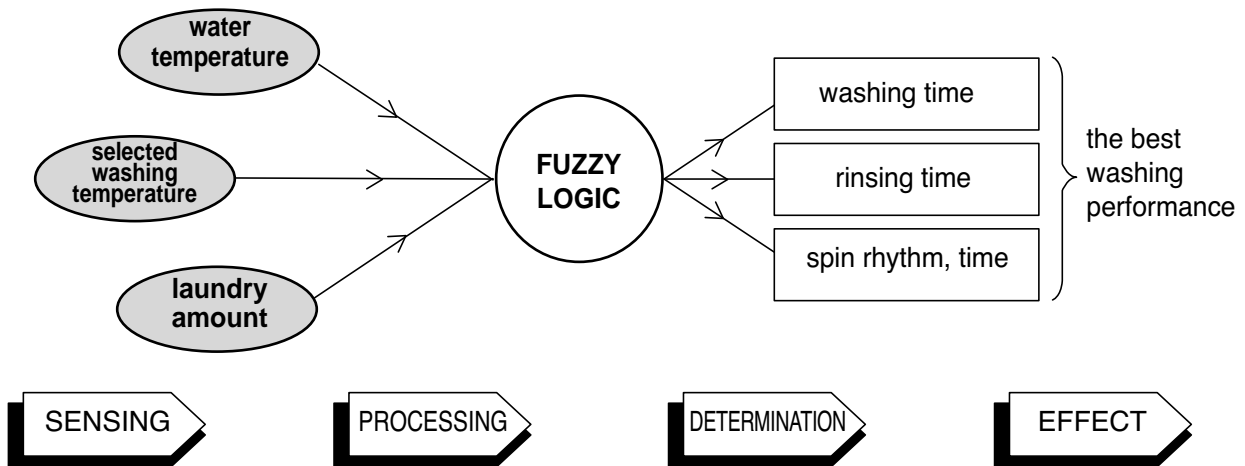 water
temperature
selected
washing
temperature
laundry
amount
FUZZY
LOGIC
washing time
rinsing time
spin rhythm, time
the best
washing
performance
SENSING
PROCESSING
DETERMINATION
EFFECT